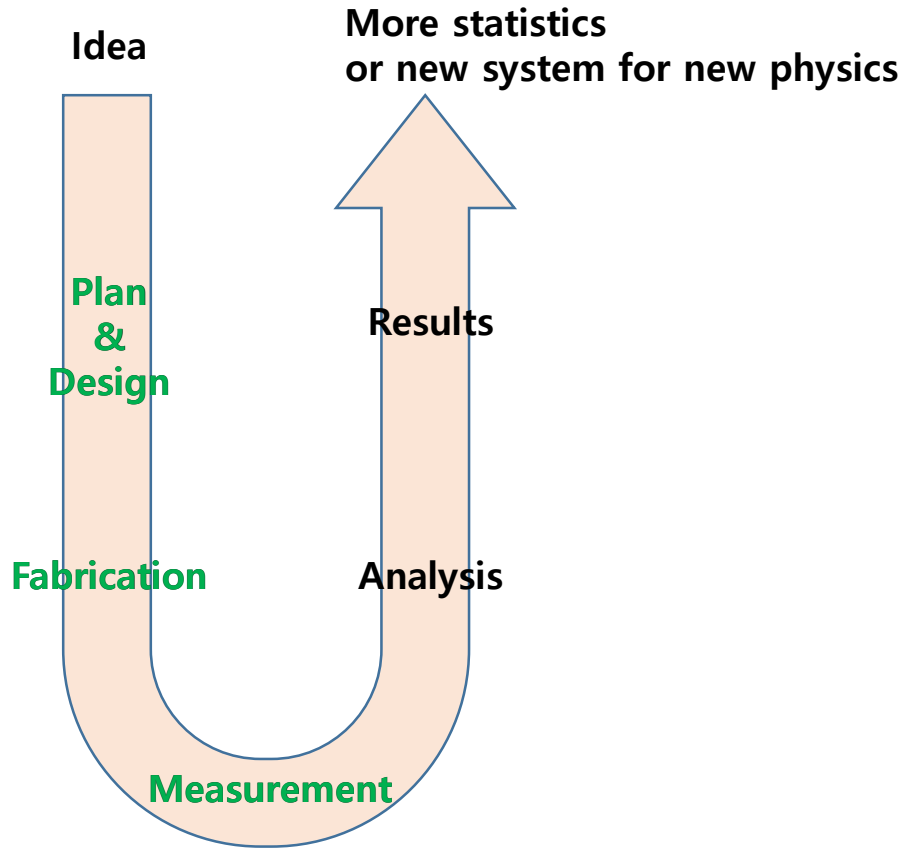 Idea
Plan
&
Design
Fabrication
Measurement
Analysis
Results
More statistics
or new system for new physics